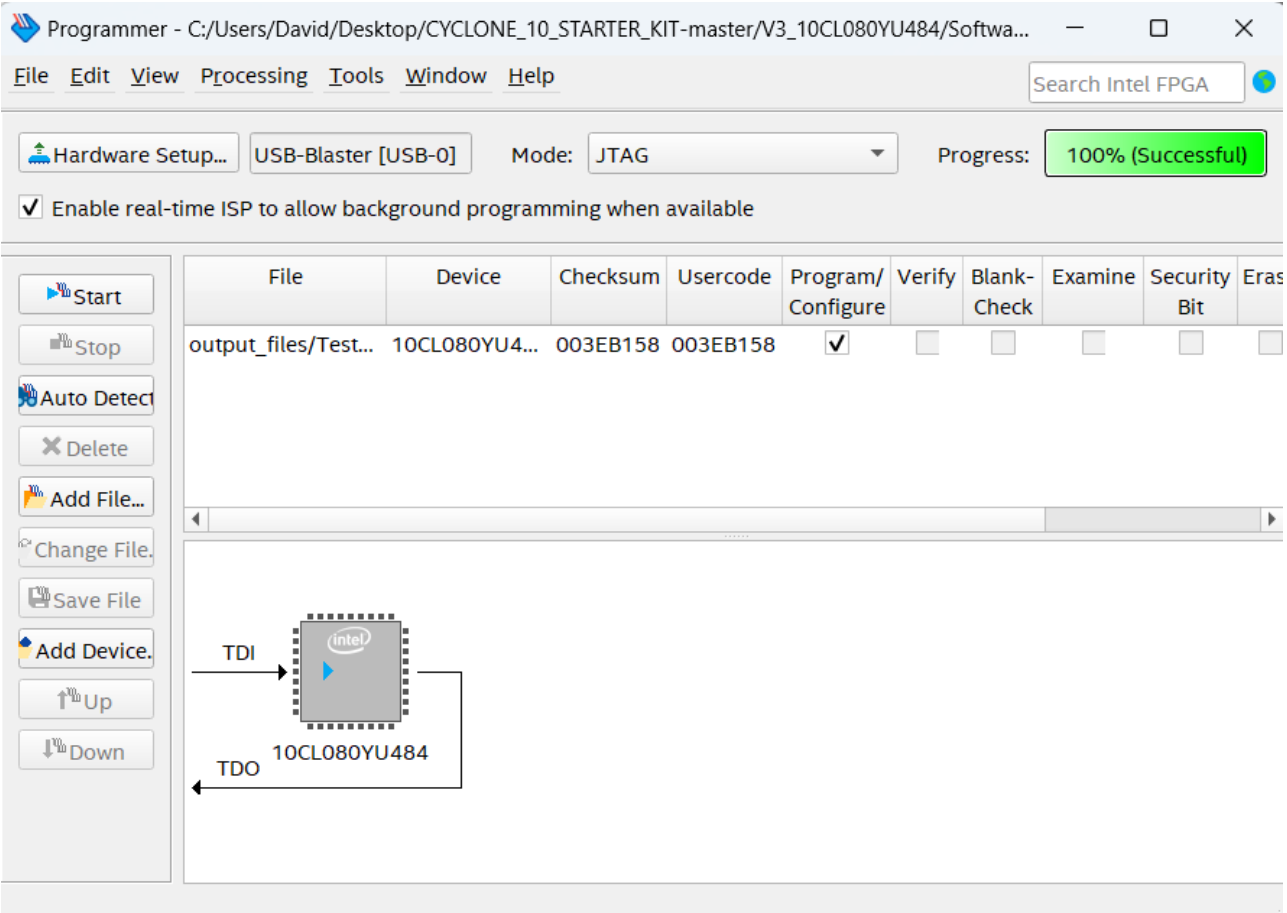 Programmer - C:/Users/David/Desktop/CYCLONE_10_STARTER_KIT-master/V3_10CL080YU484/Softwa...
File Edit View Processing Tools Window Help
Search Intel FPGA
Hardware Setup... USB-Blaster [USB-0] Mode: JTAG Progress: 100% (Successful)
Enable real-time ISP to allow background programming when available
Start
Stop
Auto Detect
Delete
Add File...
Change File.
Save File
Add Device.
Up
Down
File Device Checksum Usercode Program/ Verify Blank- Examine Security Eras
Configure Check Bit
output_files/Test... 10CL080YU4... 003EB158 003EB158
intel
TDI
10CL080YU484
TDO